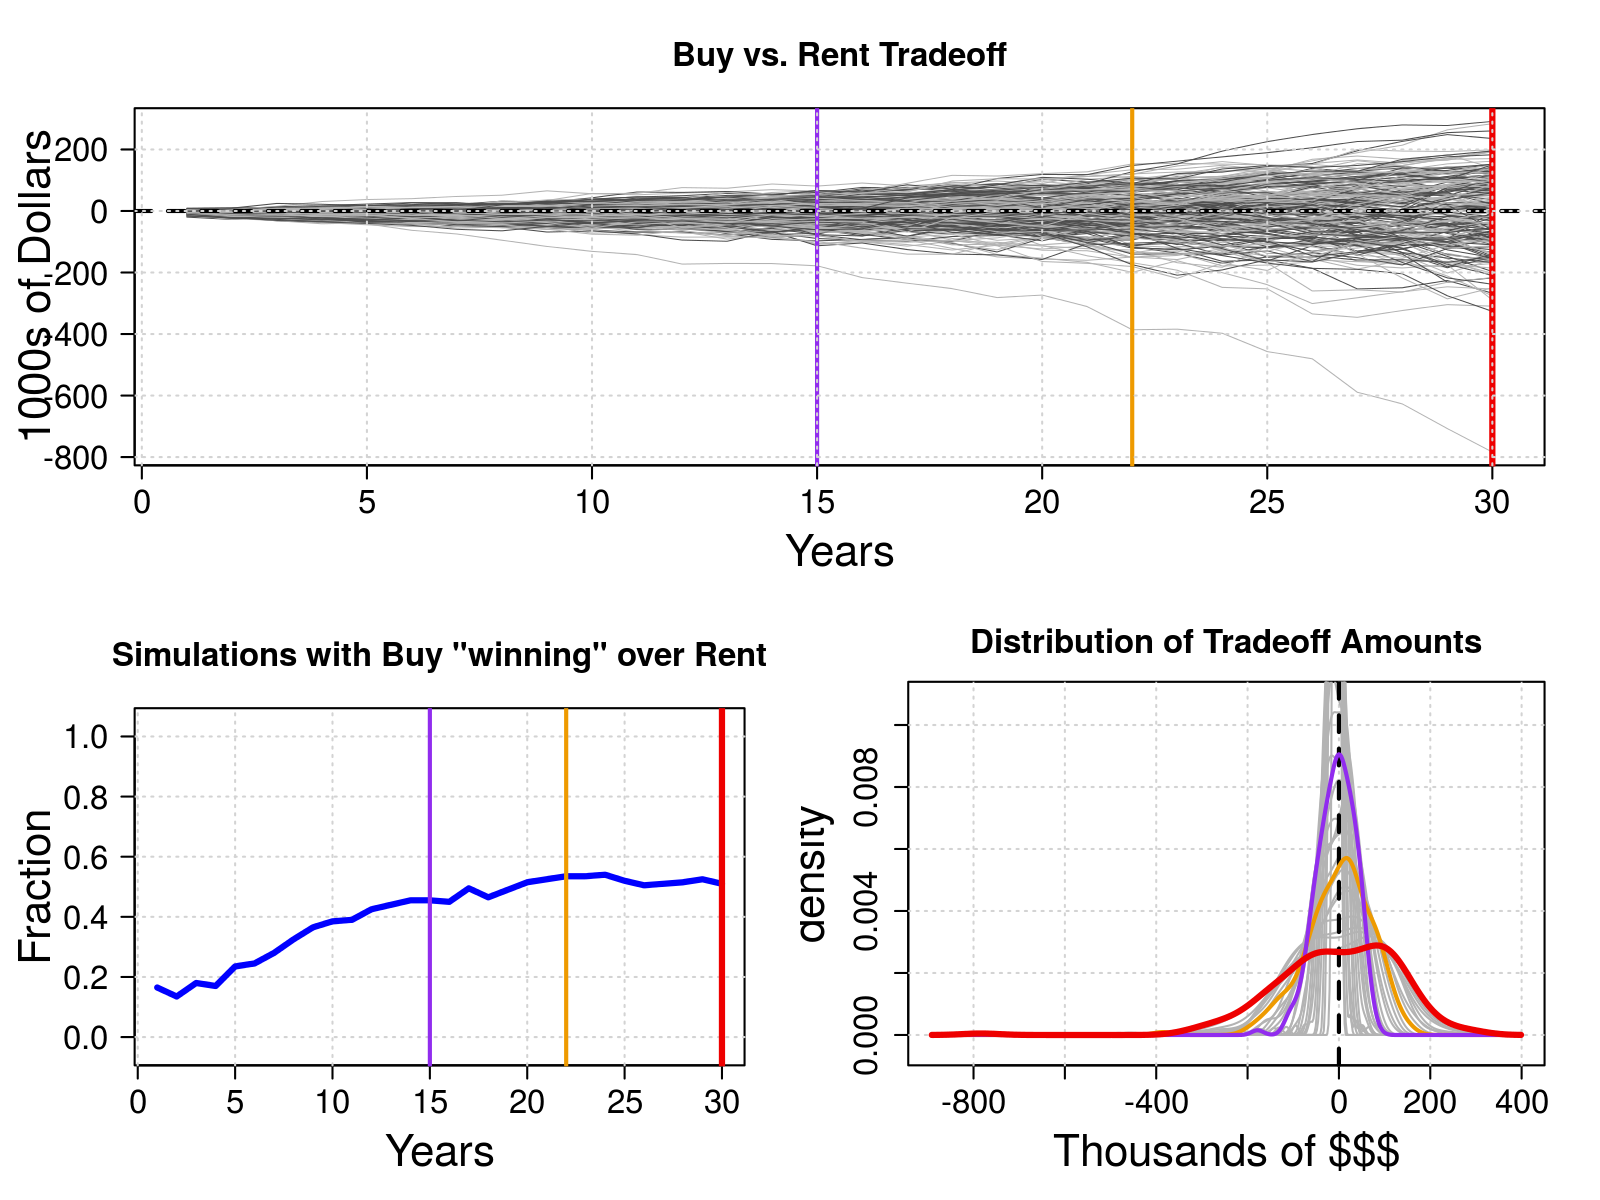 Buy vs. Rent Tradeoff
1000s of Dollars
200
0
-200
-400
-600
-800
0 5 10 15 20 25 30
Years
Simulations with Buy "winning" over Rent
Fraction
1.0
0.8
0.6
0.4
0.2
0.0
0 5 10 15 20 25 30
Years
Distribution of Tradeoff Amounts
density
0.008
0.004
0.000
-800 -400 0 200 400
Thousands of $$$